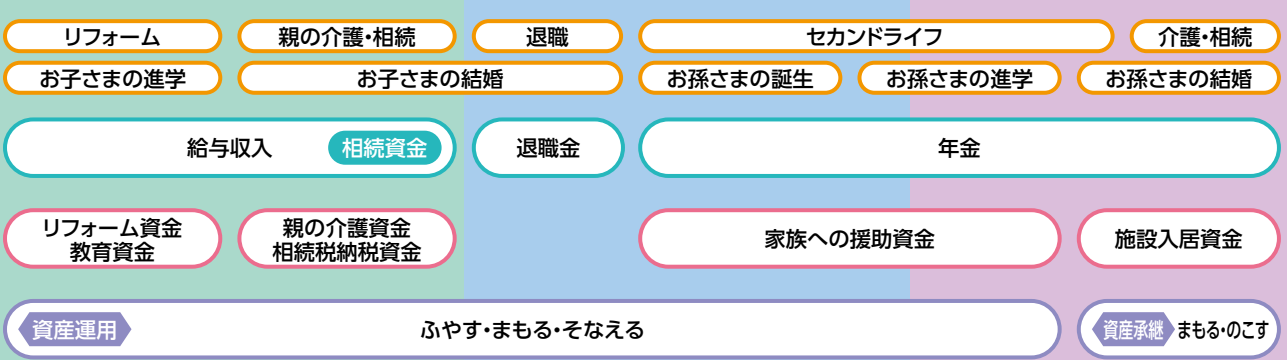 リフォーム
親の介護・相続
退職
セカンドライフ
介護・相続
お子さまの進学
お子さまの結婚
お孫さまの誕生
お孫さまの進学
お孫さまの結婚
給与収入
相続資金
退職金
年金
リフォーム資金
教育資金
親の介護資金
相続税納税資金
家族への援助資金
施設入居資金
資産運用
ふやす・まもる・そなえる
資産承継
まもる・のこす